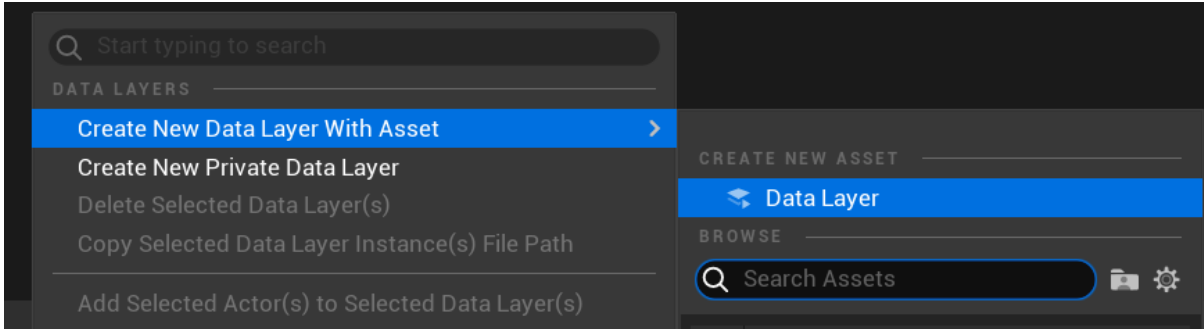 Start typing to search
DATA LAYERS
Create New Data Layer With Asset
Create New Private Data Layer
Delete Selected Data Layer(s)
Copy Selected Data Layer Instance(s) File Path
Add Selected Actor(s) to Selected Data Layer(s)
CREATE NEW ASSET
Data Layer
BROWSE
Search Assets